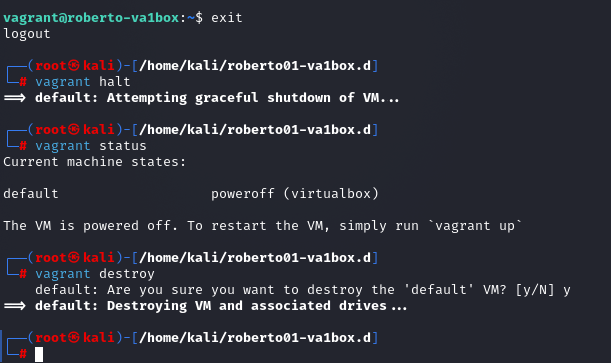 vagrant@roberto-va1box:~$ exit
logout
┌──(root㉿kali)-[/home/kali/roberto01-va1box.d]
└─# vagrant halt
==> default: Attempting graceful shutdown of VM...
┌──(root㉿kali)-[/home/kali/roberto01-va1box.d]
└─# vagrant status
Current machine states:
default                   poweroff (virtualbox)
The VM is powered off. To restart the VM, simply run `vagrant up`
┌──(root㉿kali)-[/home/kali/roberto01-va1box.d]
└─# vagrant destroy
    default: Are you sure you want to destroy the 'default' VM? [y/N] y
==> default: Destroying VM and associated drives...
┌──(root㉿kali)-[/home/kali/roberto01-va1box.d]
└─#